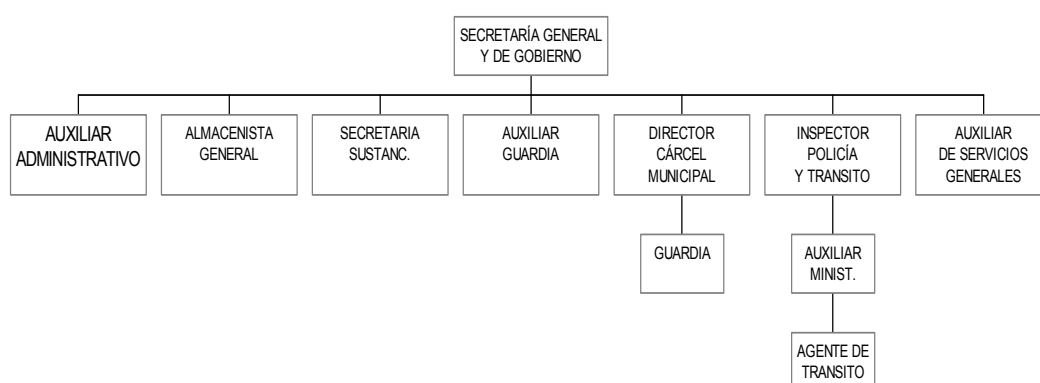 SECRETARÍA GENERAL
Y DE GOBIERNO
AUXILIAR
ADMINISTRATIVO
ALMACENISTA
GENERAL
SECRETARIA
SUSTANC.
AUXILIAR
GUARDIA
DIRECTOR
CÁRCEL
MUNICIPAL
INSPECTOR
POLICÍA
Y TRANSITO
AUXILIAR
DE SERVICIOS
GENERALES
GUARDIA
AUXILIAR
MINIST.
AGENTE DE
TRANSITO